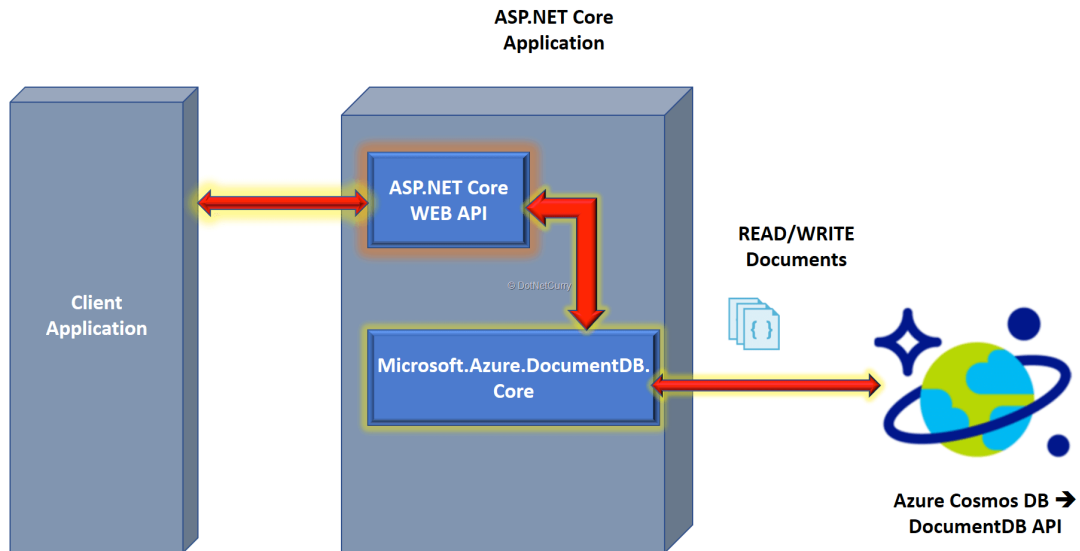 ASP.NET Core
Application
ASP.NET Core
WEB API
READ/WRITE
Documents
© DotNetCurry
{ }
Client
Application
Microsoft.Azure.DocumentDB.
Core
Azure Cosmos DB →
DocumentDB API